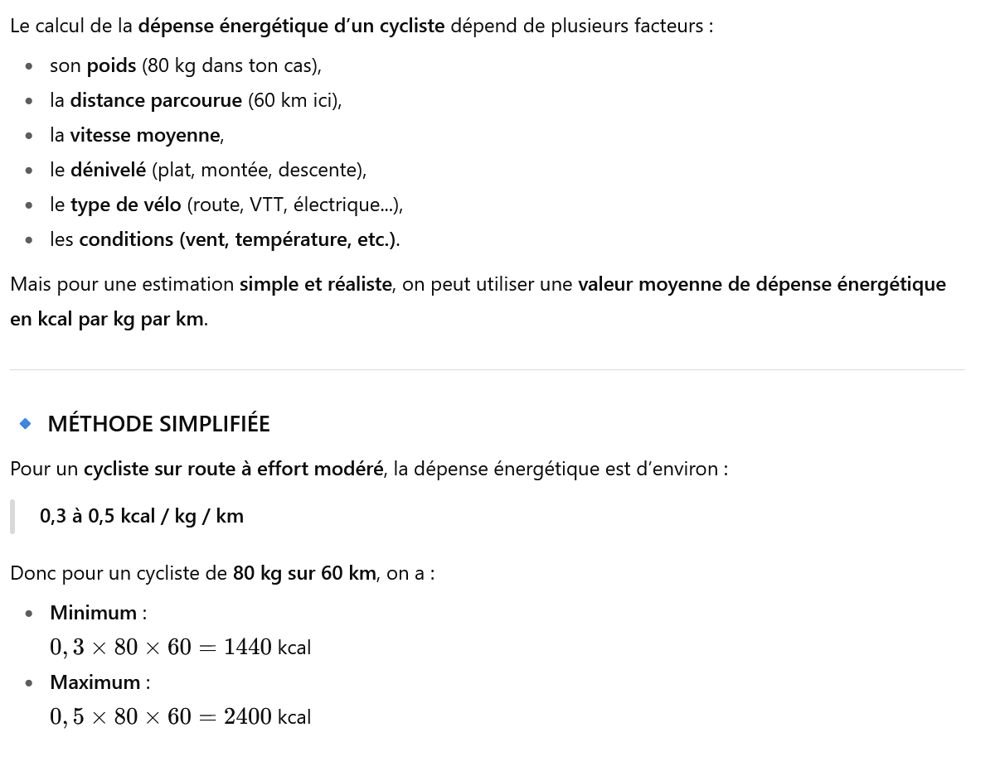 Le calcul de la dépense énergétique d’un cycliste dépend de plusieurs facteurs :
son poids (80 kg dans ton cas),
la distance parcourue (60 km ici),
la vitesse moyenne,
le dénivelé (plat, montée, descente),
le type de vélo (route, VTT, électrique...),
les conditions (vent, température, etc.).
Mais pour une estimation simple et réaliste, on peut utiliser une valeur moyenne de dépense énergétique
en kcal par kg par km.
MÉTHODE SIMPLIFIÉE
Pour un cycliste sur route à effort modéré, la dépense énergétique est d’environ :
0,3 à 0,5 kcal / kg / km
Donc pour un cycliste de 80 kg sur 60 km, on a :
Minimum :
0, 3 × 80 × 60 = 1440 kcal
Maximum :
0, 5 × 80 × 60 = 2400 kcal